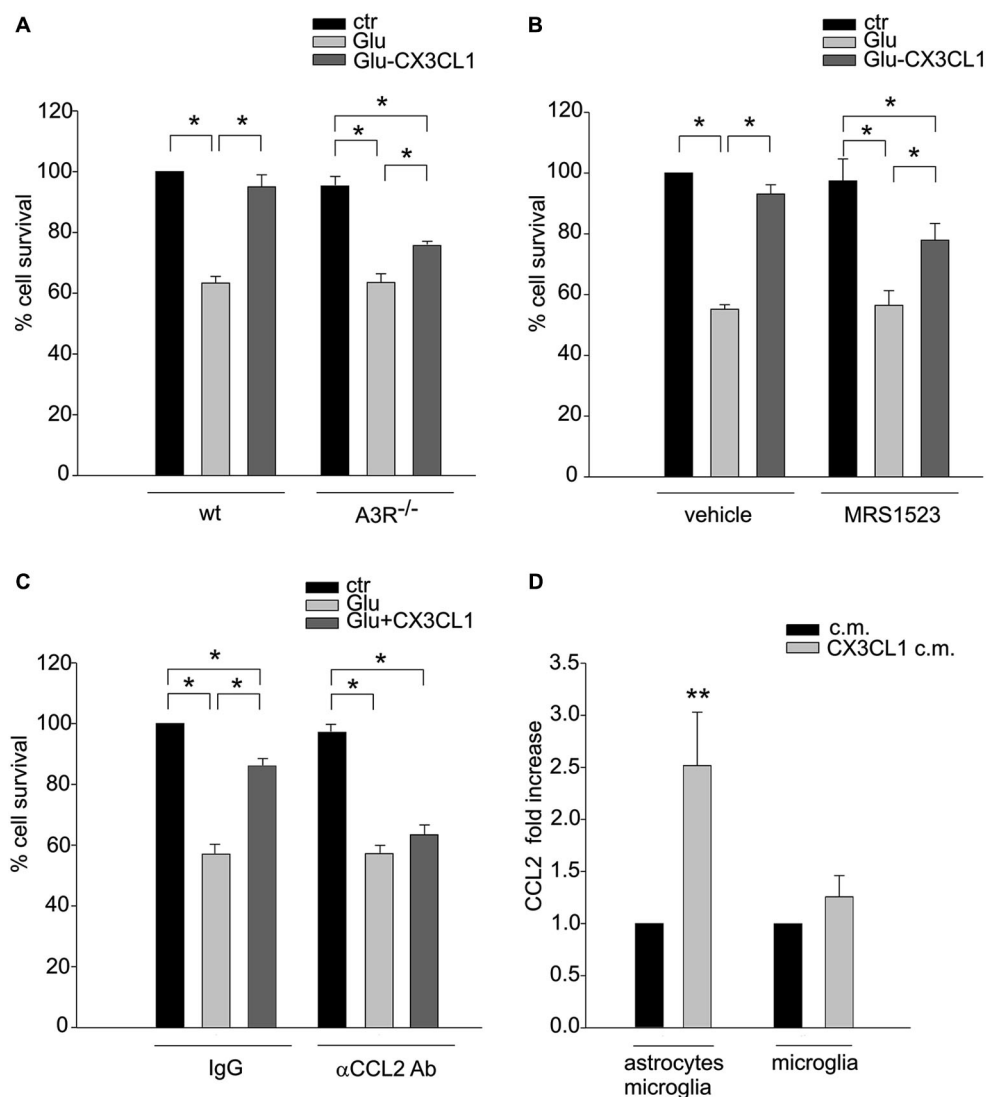 A
ctr
Glu
Glu-CX3CL1
% cell survival
120
100
80
60
40
20
0
* * * * *
wt
A3R-/-
B
ctr
Glu
Glu-CX3CL1
% cell survival
120
100
80
60
40
20
0
* * * * *
vehicle
MRS1523
C
ctr
Glu
Glu+CX3CL1
% cell survival
120
100
80
60
40
20
0
* * * * *
IgG
αCCL2 Ab
D
c.m.
CX3CL1 c.m.
CCL2 fold increase
3.5
3.0
2.5
2.0
1.5
1.0
0.5
0.0
**
astrocytes
microglia
microglia